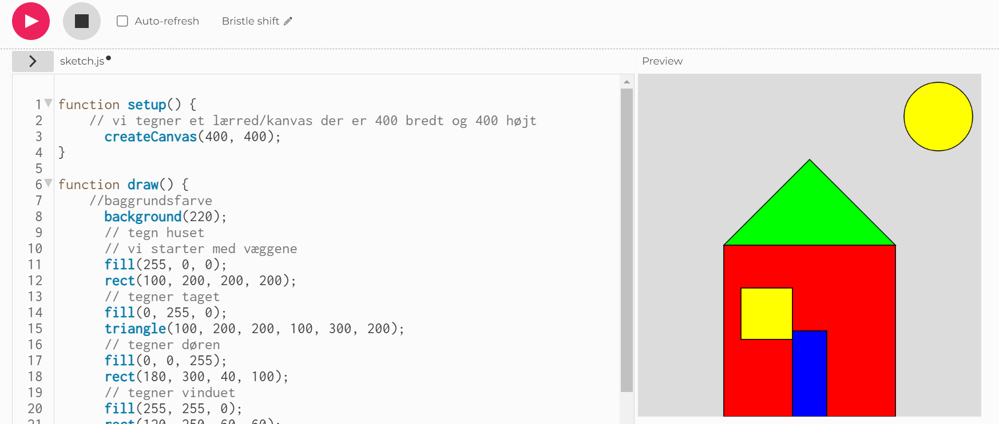 Auto-refresh Bristle shift
sketch.js
Preview
1 function setup() {
2 // vi tegner et lærred/kanvas der er 400 bredt og 400 højt
3 createCanvas(400, 400);
4 }
5
6 function draw() {
7 //baggrundsfarve
8 background(220);
9 // tegn huset
10 // vi starter med væggene
11 fill(255, 0, 0);
12 rect(100, 200, 200, 200);
13 // tegner taget
14 fill(0, 255, 0);
15 triangle(100, 200, 200, 100, 300, 200);
16 // tegner døren
17 fill(0, 0, 255);
18 rect(180, 300, 40, 100);
19 // tegner vinduet
20 fill(255, 255, 0);
21 rect(120, 250, 60, 60);